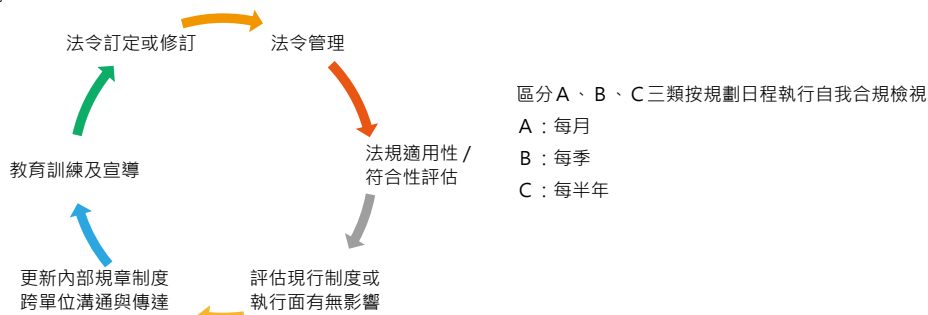 法令訂定或修訂
法令管理
法規適用性 /
符合性評估
評估現行制度或
執行面有無影響
更新內部規章制度
跨單位溝通與傳達
教育訓練及宣導
區分A、B、C三類按規劃日程執行自我合規檢視
A:每月
B:每季
C:每半年